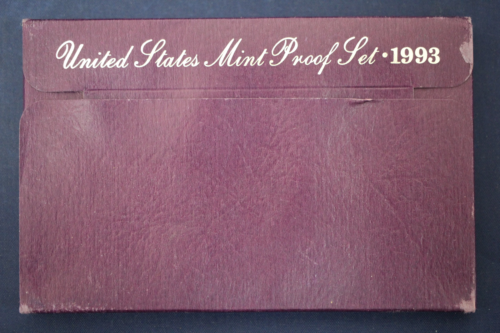 United States Mint Proof Set • 1993